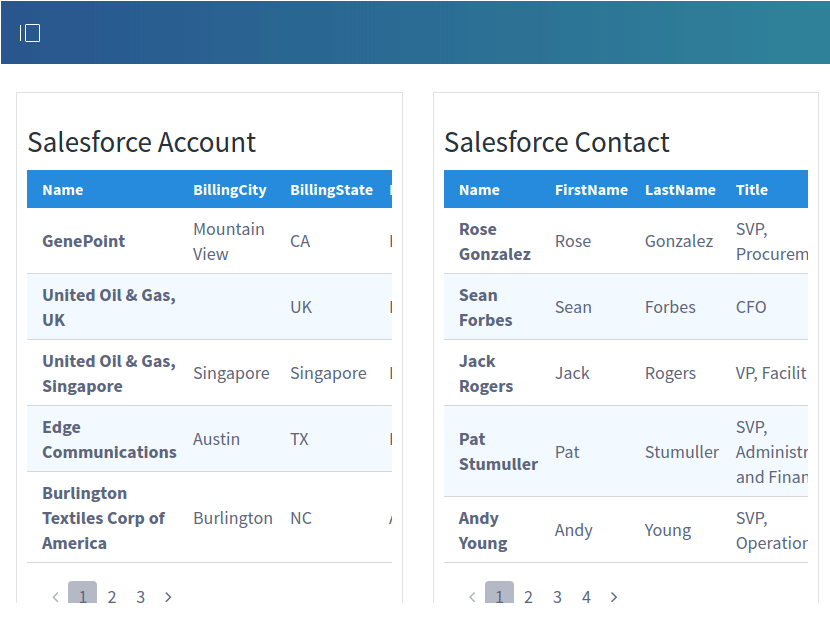 Salesforce Account
Name BillingCity BillingState
GenePoint Mountain View CA
United Oil & Gas, UK UK
United Oil & Gas, Singapore Singapore Singapore
Edge Communications Austin TX
Burlington Textiles Corp of America Burlington NC
1 2 3
Salesforce Contact
Name FirstName LastName Title
Rose Gonzalez Rose Gonzalez SVP, Procurem
Sean Forbes Sean Forbes CFO
Jack Rogers Jack Rogers VP, Facilit
Pat Stumuller Pat Stumuller SVP, Administr and Finan
Andy Young Andy Young SVP, Operation
1 2 3 4